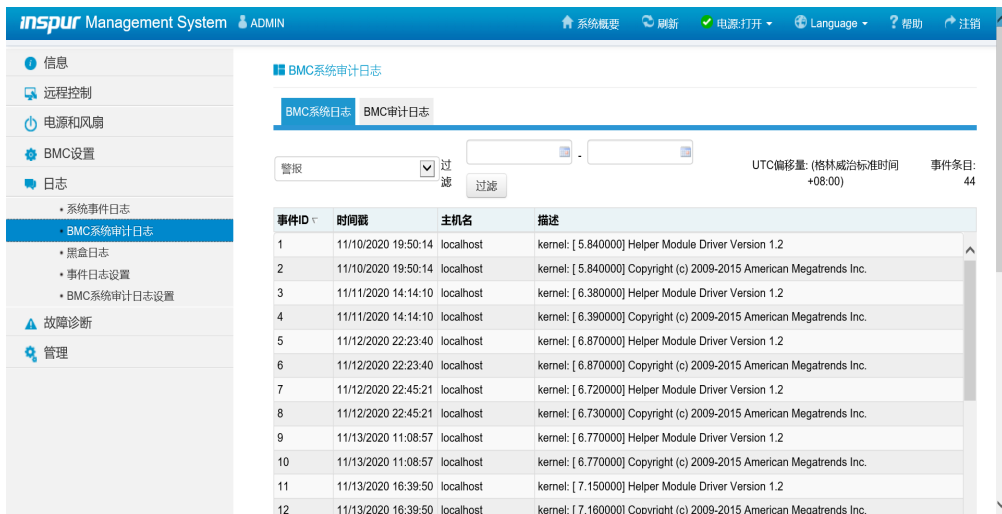 inspur Management System ADMIN 系统概要 刷新 电源:打开 Language ? 帮助 注销
信息
远程控制
电源和风扇
BMC设置
日志
系统事件日志
BMC系统审计日志
黑盒日志
事件日志设置
BMC系统审计日志设置
故障诊断
管理
BMC系统审计日志
BMC系统日志 BMC审计日志
警报 过滤 - 过滤 UTC偏移量: (格林威治标准时间 +08:00) 事件条目: 44
事件ID 时间戳 主机名 描述
1 11/10/2020 19:50:14 localhost kernel: [ 5.840000] Helper Module Driver Version 1.2
2 11/10/2020 19:50:14 localhost kernel: [ 5.840000] Copyright (c) 2009-2015 American Megatrends Inc.
3 11/11/2020 14:14:10 localhost kernel: [ 6.380000] Helper Module Driver Version 1.2
4 11/11/2020 14:14:10 localhost kernel: [ 6.390000] Copyright (c) 2009-2015 American Megatrends Inc.
5 11/12/2020 22:23:40 localhost kernel: [ 6.870000] Helper Module Driver Version 1.2
6 11/12/2020 22:23:40 localhost kernel: [ 6.870000] Copyright (c) 2009-2015 American Megatrends Inc.
7 11/12/2020 22:45:21 localhost kernel: [ 6.720000] Helper Module Driver Version 1.2
8 11/12/2020 22:45:21 localhost kernel: [ 6.730000] Copyright (c) 2009-2015 American Megatrends Inc.
9 11/13/2020 11:08:57 localhost kernel: [ 6.770000] Helper Module Driver Version 1.2
10 11/13/2020 11:08:57 localhost kernel: [ 6.770000] Copyright (c) 2009-2015 American Megatrends Inc.
11 11/13/2020 16:39:50 localhost kernel: [ 7.150000] Helper Module Driver Version 1.2
12 11/13/2020 16:39:50 localhost kernel: [ 7.160000] Copyright (c) 2009-2015 American Megatrends Inc.